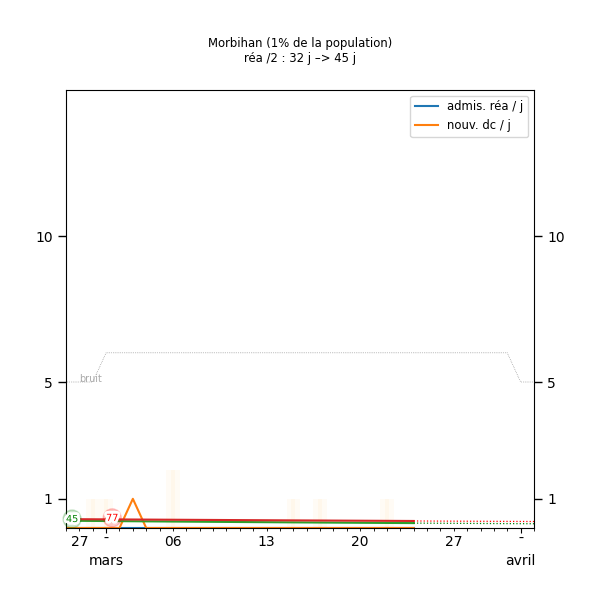 Morbihan (1% de la population)
réa /2 : 32 j –> 45 j
admis. réa / j
nouv. dc / j
10 10
bruit
5 5
1 1
45 77
27 - 06 13 20 27 -
mars avril